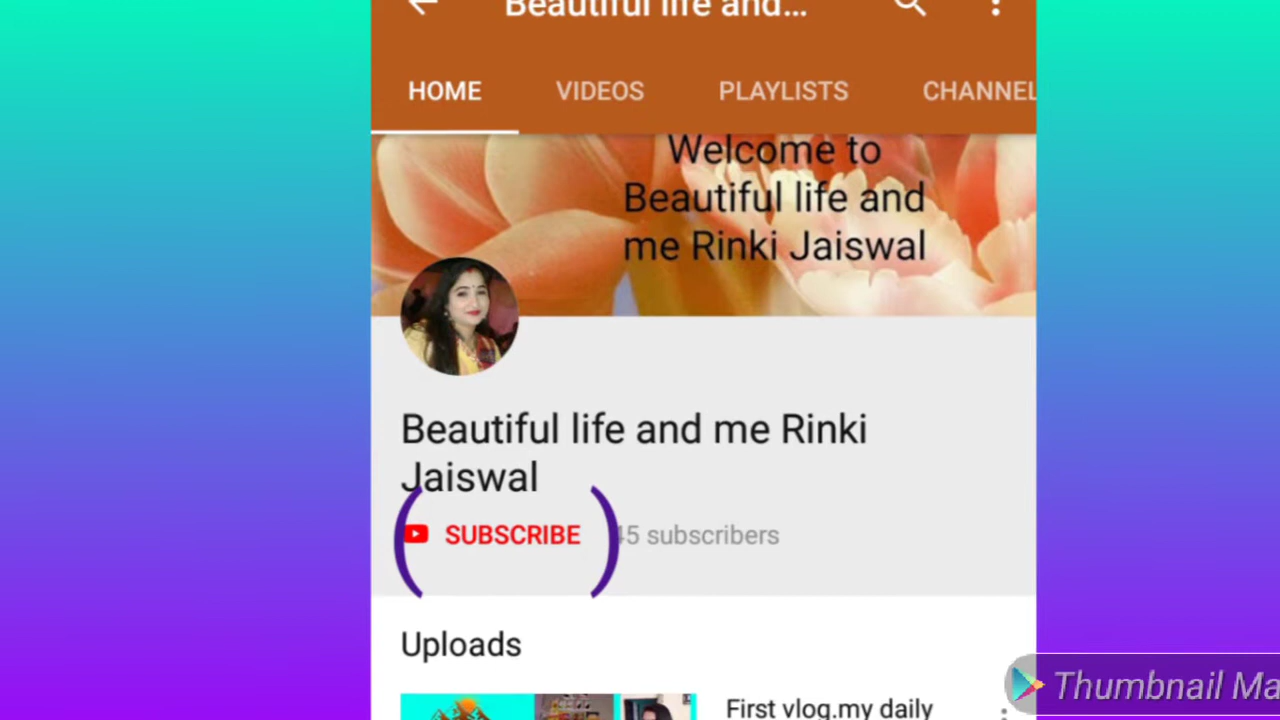 Beautiful life and...
HOME VIDEOS PLAYLISTS CHANNEL
Welcome to
Beautiful life and
me Rinki Jaiswal
Beautiful life and me Rinki
Jaiswal
SUBSCRIBE 45 subscribers
Uploads
First vlog.my daily
Thumbnail Ma